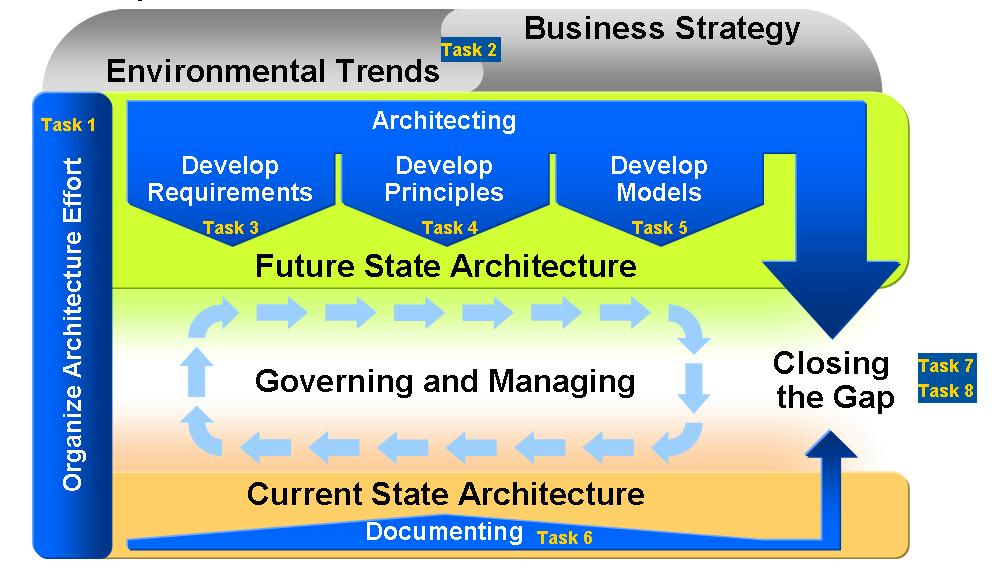 Business Strategy
Task 2
Environmental Trends
Task 1
Organize Architecture Effort
Architecting
Develop
Requirements
Task 3
Develop
Principles
Task 4
Develop
Models
Task 5
Future State Architecture
Governing and Managing
Closing
the Gap
Task 7
Task 8
Current State Architecture
Documenting
Task 6